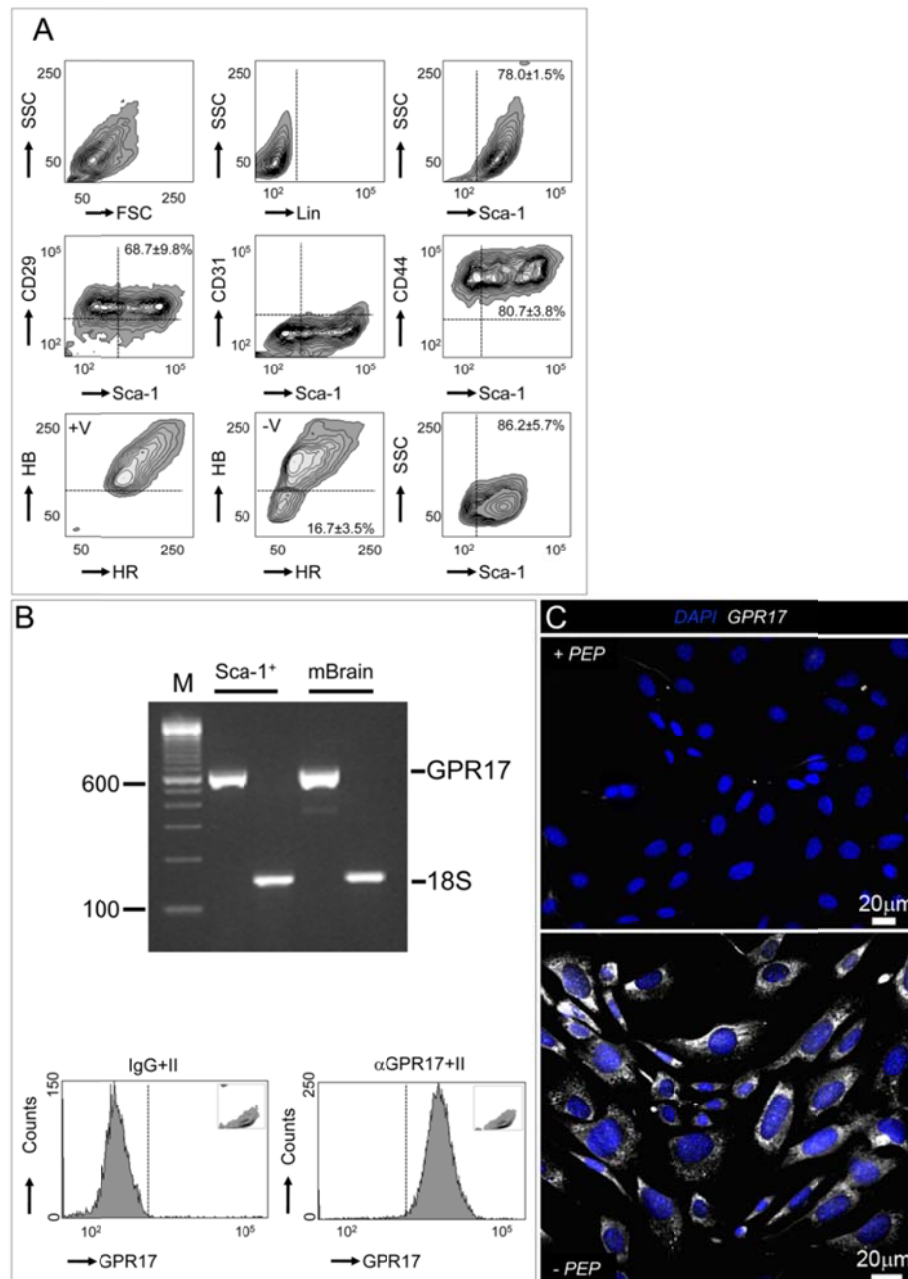 A
250
SSC
50
50
250
FSC
250
SSC
50
10²
10⁵
Lin
78.0±1.5%
250
SSC
50
10²
10⁵
Sca-1
68.7±9.8%
10⁵
CD29
10²
10²
10⁵
Sca-1
10⁵
CD31
10²
10²
10⁵
Sca-1
10⁵
CD44
80.7±3.8%
10²
10²
10⁵
Sca-1
+V
250
HB
50
50
250
HR
-V
250
HB
50
16.7±3.5%
50
250
HR
86.2±5.7%
250
SSC
50
10²
10⁵
Sca-1
B
M
Sca-1⁺
mBrain
GPR17
600
18S
100
IgG+II
150
Counts
0
10²
10⁵
GPR17
αGPR17+II
250
Counts
0
10²
10⁵
GPR17
C
DAPI GPR17
+ PEP
20μm
- PEP
20μm